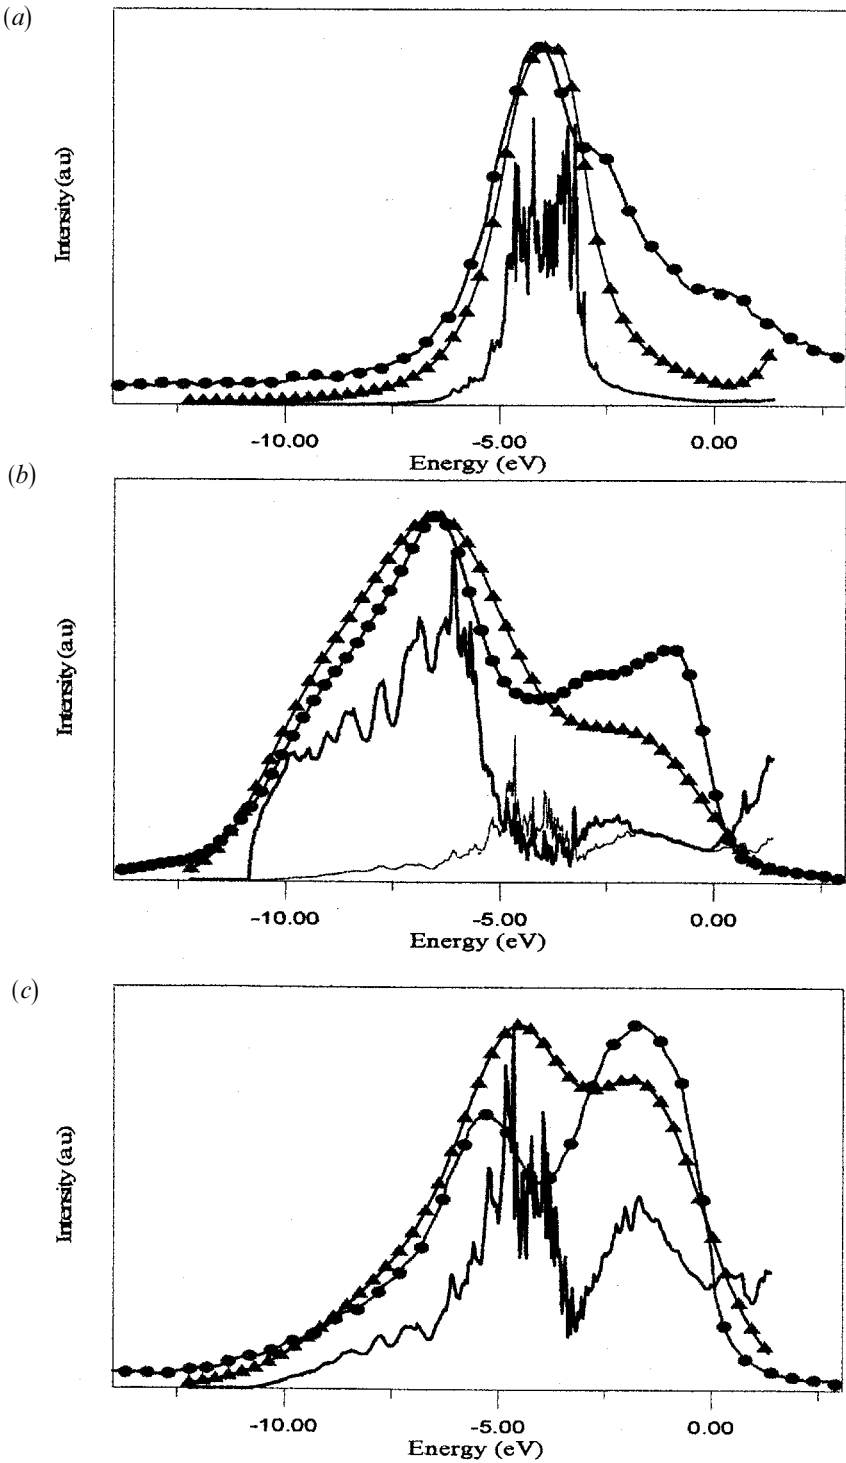 (a)
Intensity (au)
-10.00 -5.00 0.00
Energy (eV)
(b)
Intensity (au)
-10.00 -5.00 0.00
Energy (eV)
(c)
Intensity (au)
-10.00 -5.00 0.00
Energy (eV)